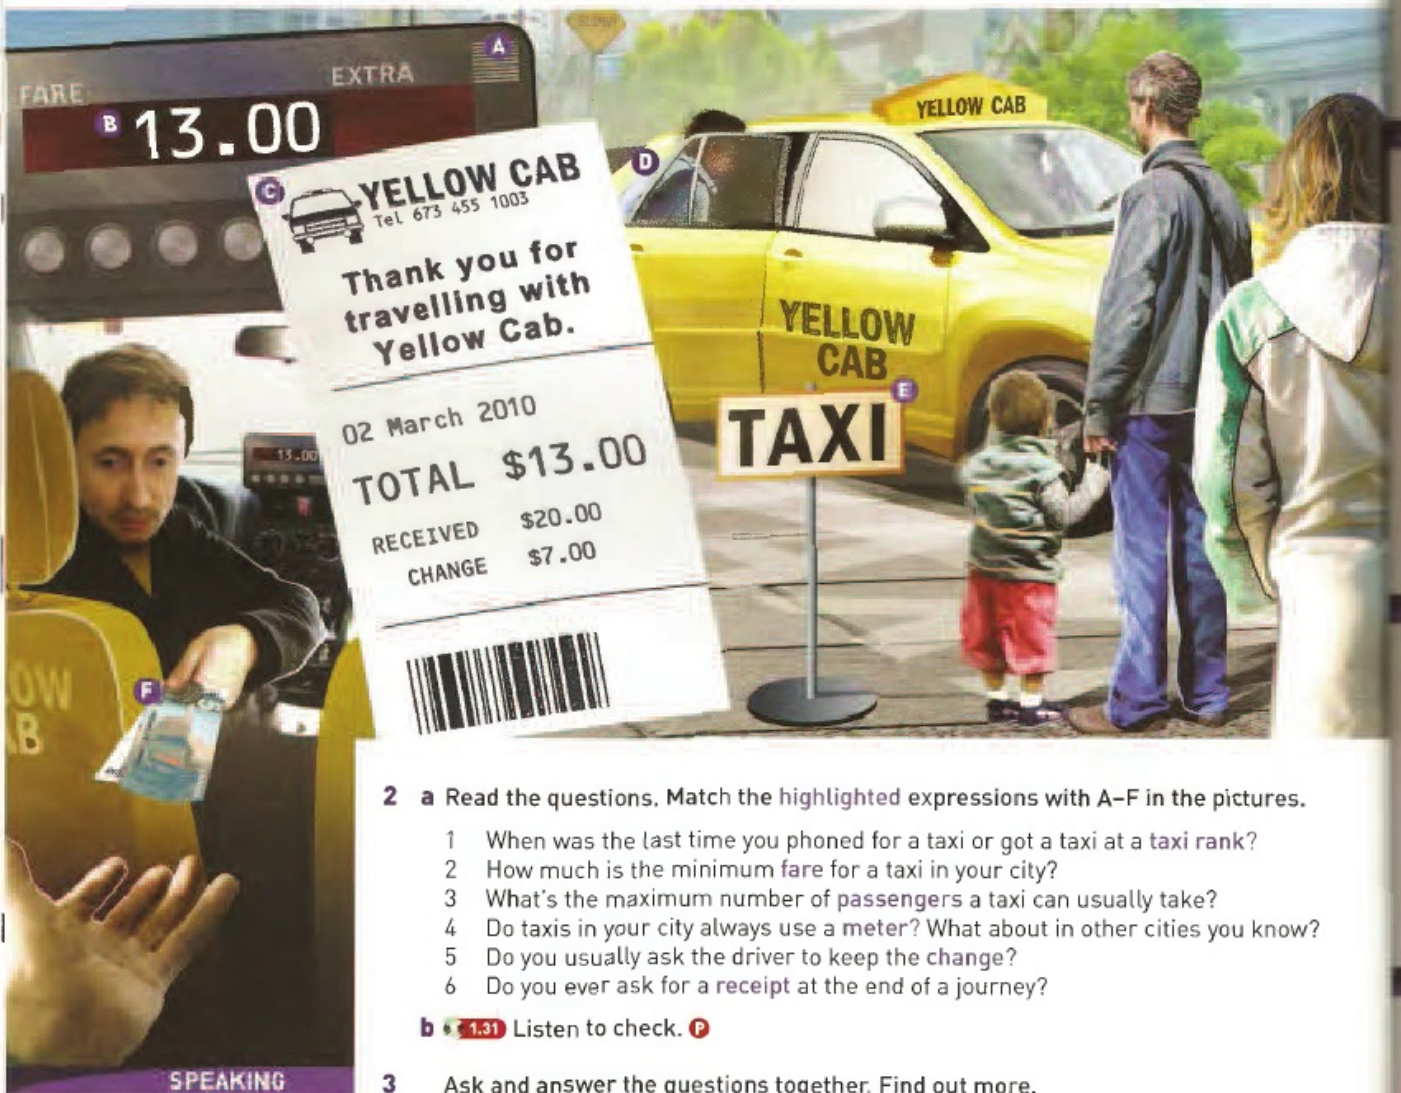 SLOW!
A
FARE
EXTRA
B 13.00
YELLOW CAB
C YELLOW CAB
Tel 673 455 1003
D
Thank you for
travelling with
Yellow Cab.
YELLOW
CAB
02 March 2010
TOTAL $13.00
RECEIVED $20.00
CHANGE $7.00
E
TAXI
13.00
F
OW
AB
2 a Read the questions. Match the highlighted expressions with A–F in the pictures.
1 When was the last time you phoned for a taxi or got a taxi at a taxi rank?
2 How much is the minimum fare for a taxi in your city?
3 What's the maximum number of passengers a taxi can usually take?
4 Do taxis in your city always use a meter? What about in other cities you know?
5 Do you usually ask the driver to keep the change?
6 Do you ever ask for a receipt at the end of a journey?
b 1.31 Listen to check. P
SPEAKING
3 Ask and answer the questions together. Find out more.